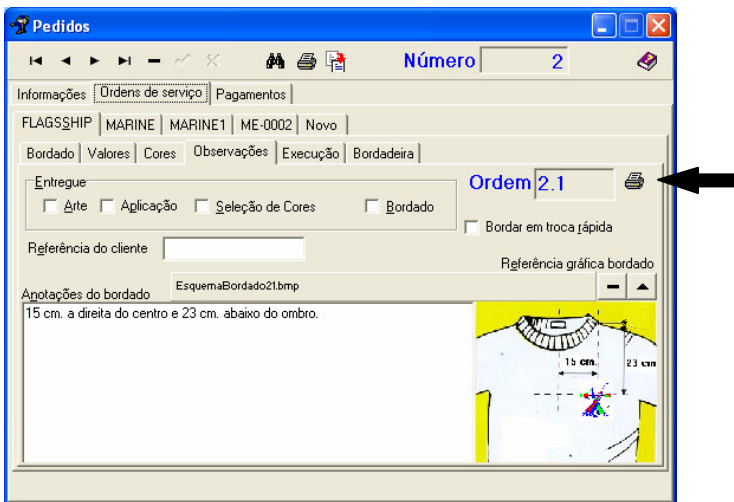 Pedidos
Número 2
Informações Ordens de serviço Pagamentos
FLAGSSHIP MARINE MARINE1 ME-0002 Novo
Bordado Valores Cores Observações Execução Bordadeira
Entregue
Arte Aplicação Seleção de Cores Bordado
Ordem 2.1
Bordar em troca rápida
Referência do cliente
Referência gráfica bordado
Anotações do bordado EsquemaBordado21.bmp
15 cm. a direita do centro e 23 cm. abaixo do ombro.
15 cm. 23 cm